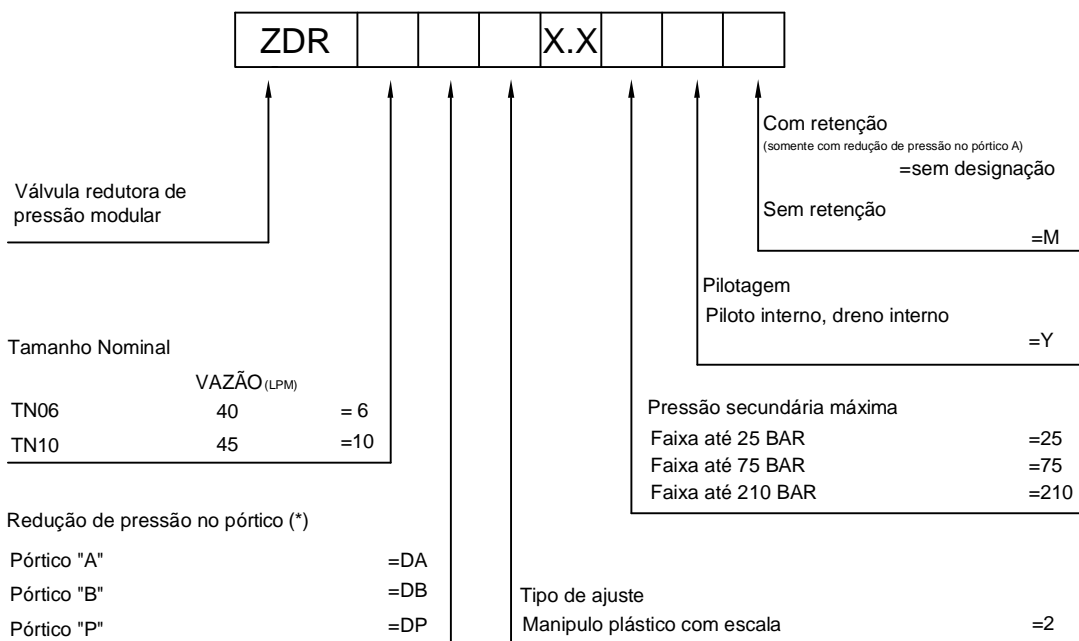 ZDR X.X
Com retenção
(somente com redução de pressão no pórtico A)
=sem designação
Sem retenção
=M
Válvula redutora de
pressão modular
Pilotagem
Piloto interno, dreno interno
=Y
Tamanho Nominal
VAZÃO (LPM)
TN06 40 = 6
TN10 45 =10
Pressão secundária máxima
Faixa até 25 BAR =25
Faixa até 75 BAR =75
Faixa até 210 BAR =210
Redução de pressão no pórtico (*)
Pórtico "A" =DA
Pórtico "B" =DB
Pórtico "P" =DP
Tipo de ajuste
Manipulo plástico com escala =2